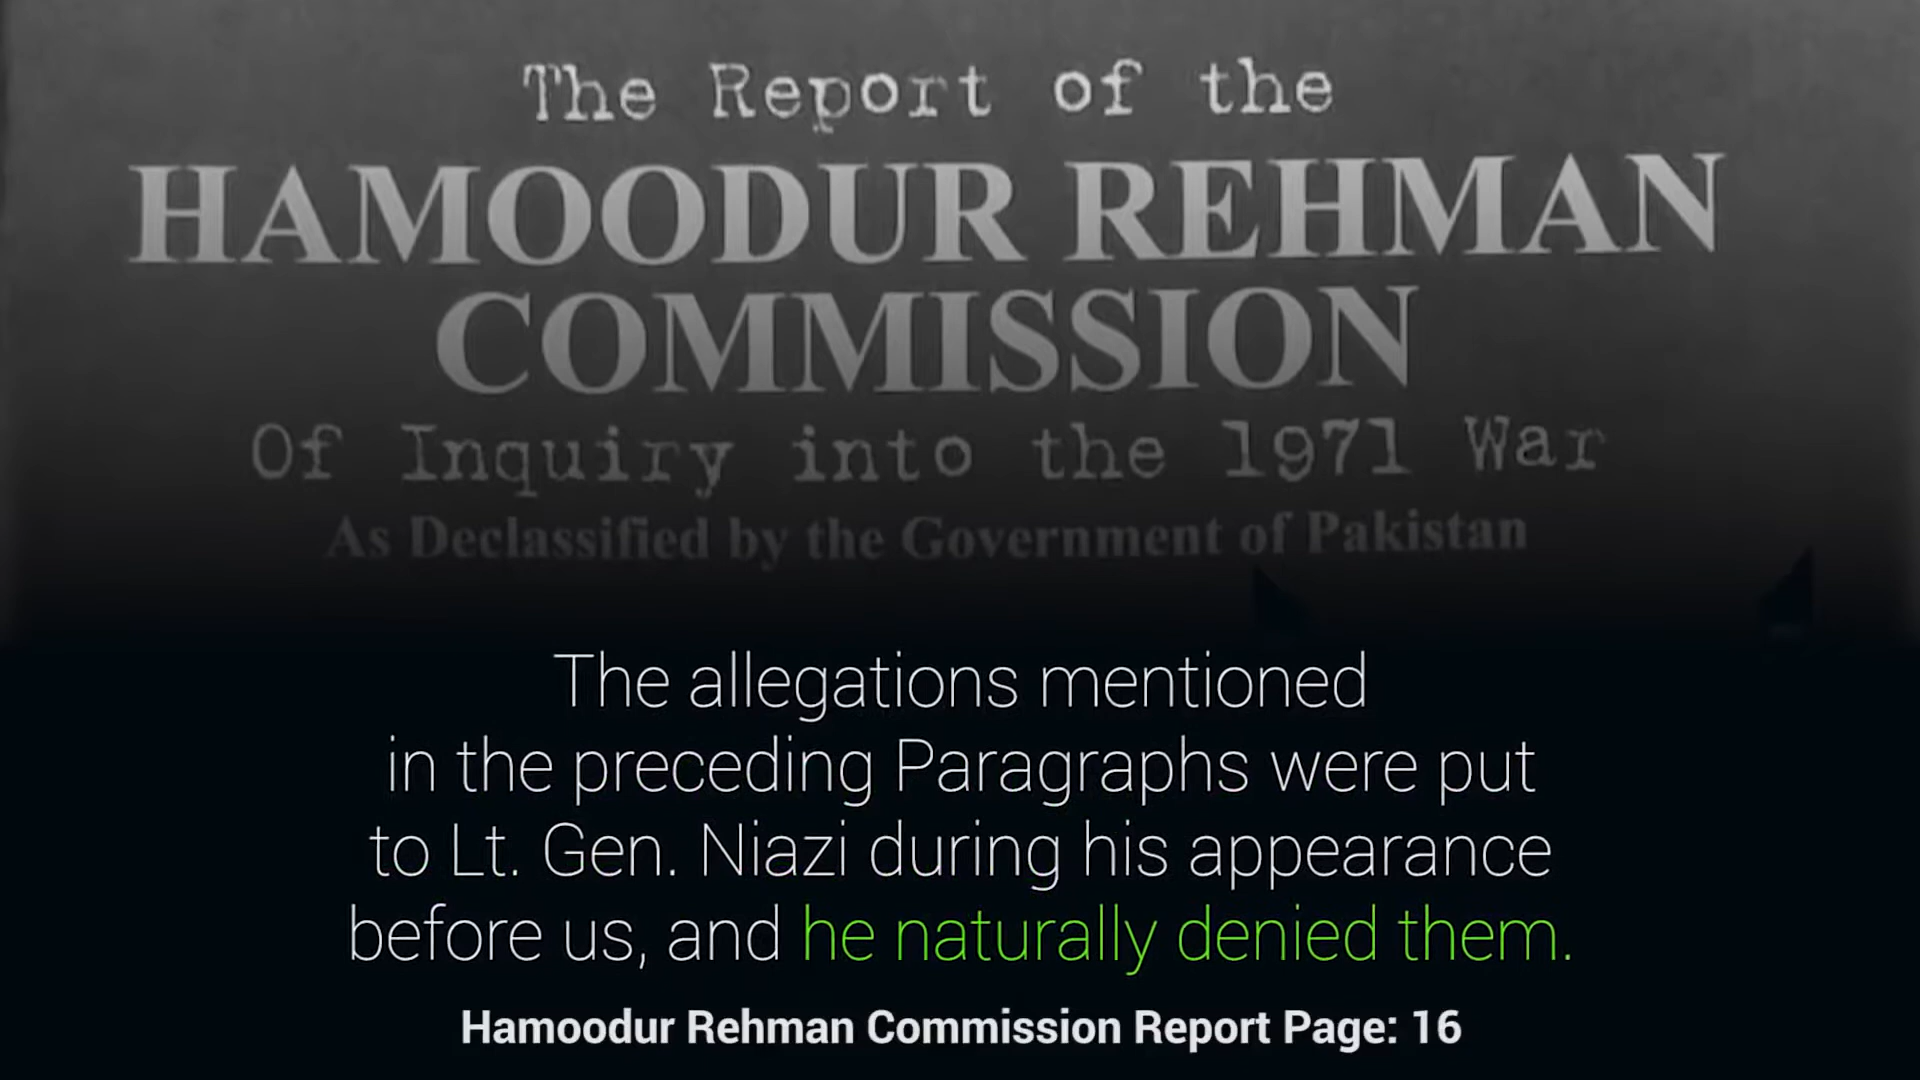 The Report of the
HAMOODUR REHMAN
COMMISSION
Of Inquiry into the 1971 War
As Declassified by the Government of Pakistan
The allegations mentioned
in the preceding Paragraphs were put
to Lt. Gen. Niazi during his appearance
before us, and he naturally denied them.
Hamoodur Rehman Commission Report Page: 16